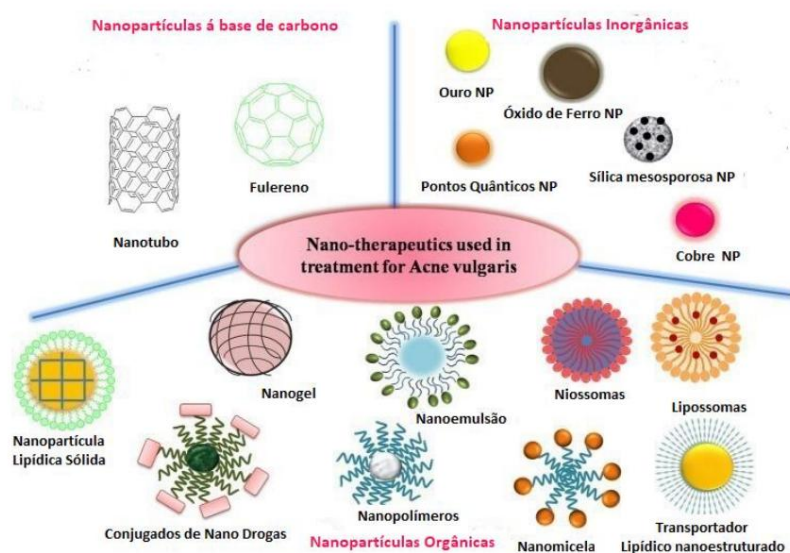 Nanopartículas á base de carbono
Nanopartículas Inorgânicas
Ouro NP
Óxido de Ferro NP
Pontos Quânticos NP
Sílica mesosporosa NP
Cobre NP
Fulereno
Nanotubo
Nano-therapeutics used in
treatment for Acne vulgaris
Nanogel
Nanoemulsão
Niossomas
Lipossomas
Nanopartícula
Lipídica Sólida
Conjugados de Nano Drogas
Nanopolímeros
Nanomicela
Transportador
Lipídico nanoestruturado
Nanopartículas Orgânicas